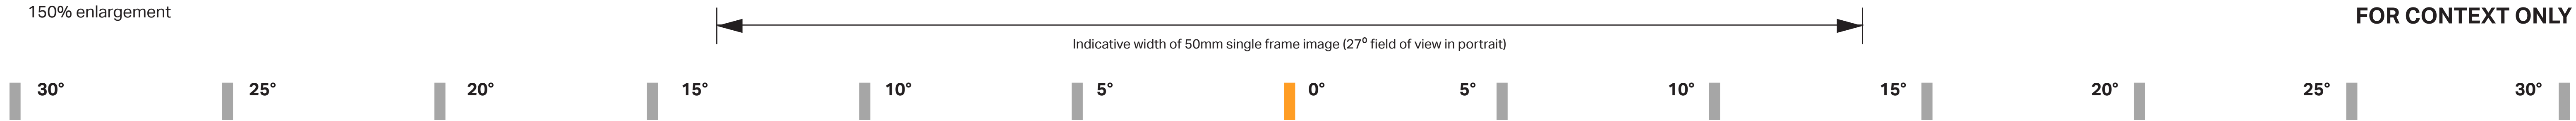 150% enlargement
FOR CONTEXT ONLY
Indicative width of 50mm single frame image (27° field of view in portrait)
30° 25° 20° 15° 10° 5° 0° 5° 10° 15° 20° 25° 30°